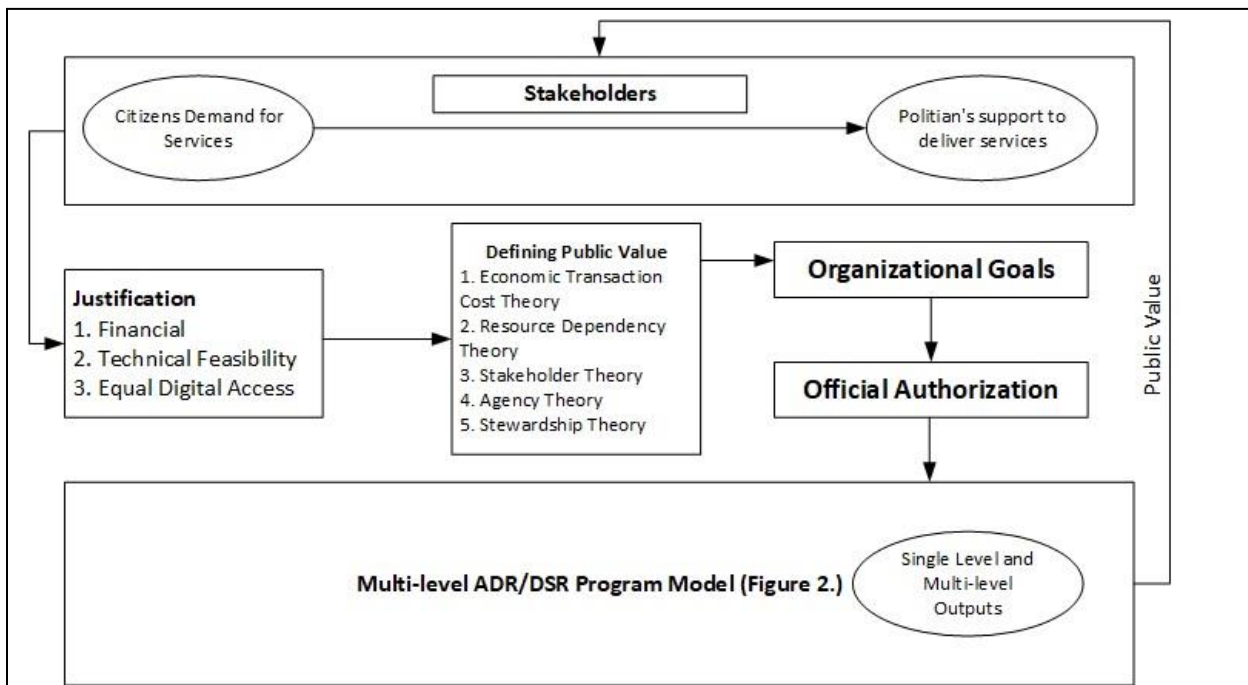 Stakeholders
Citizens Demand for
Services
Politian's support to
deliver services
Justification
1. Financial
2. Technical Feasibility
3. Equal Digital Access
Defining Public Value
1. Economic Transaction
Cost Theory
2. Resource Dependency
Theory
3. Stakeholder Theory
4. Agency Theory
5. Stewardship Theory
Organizational Goals
Official Authorization
Public Value
Multi-level ADR/DSR Program Model (Figure 2.)
Single Level and
Multi-level
Outputs